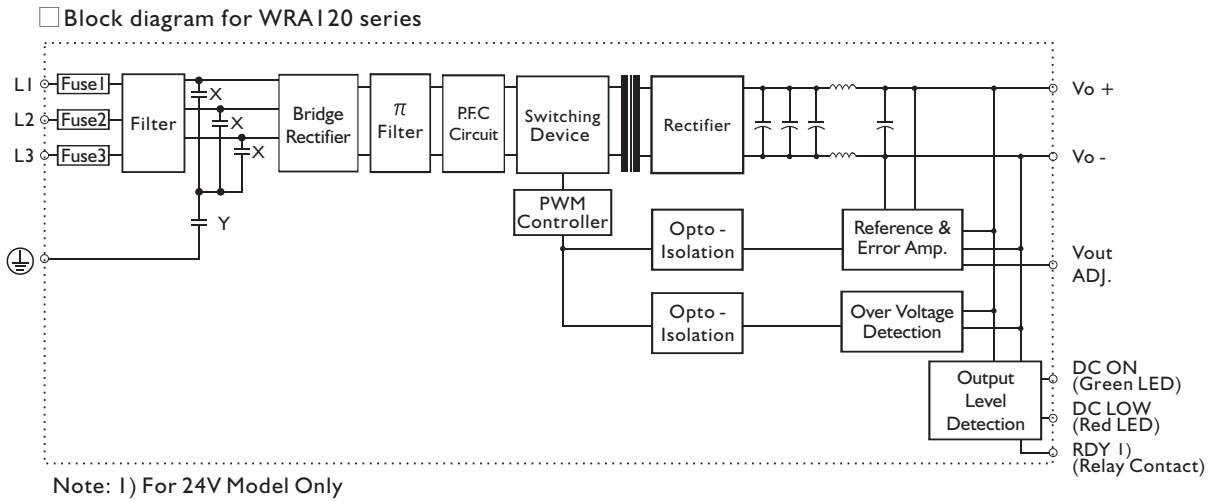 Block diagram for WRA120 series
L1
Fuse1
L2
Fuse2
L3
Fuse3
Filter
X
X
X
Y
Bridge
Rectifier
π
Filter
P.F.C
Circuit
Switching
Device
PWM
Controller
Rectifier
Opto -
Isolation
Opto -
Isolation
Reference &
Error Amp.
Over Voltage
Detection
Output
Level
Detection
Vo +
Vo -
Vout
ADJ.
DC ON
(Green LED)
DC LOW
(Red LED)
RDY 1)
(Relay Contact)
Note: 1) For 24V Model Only